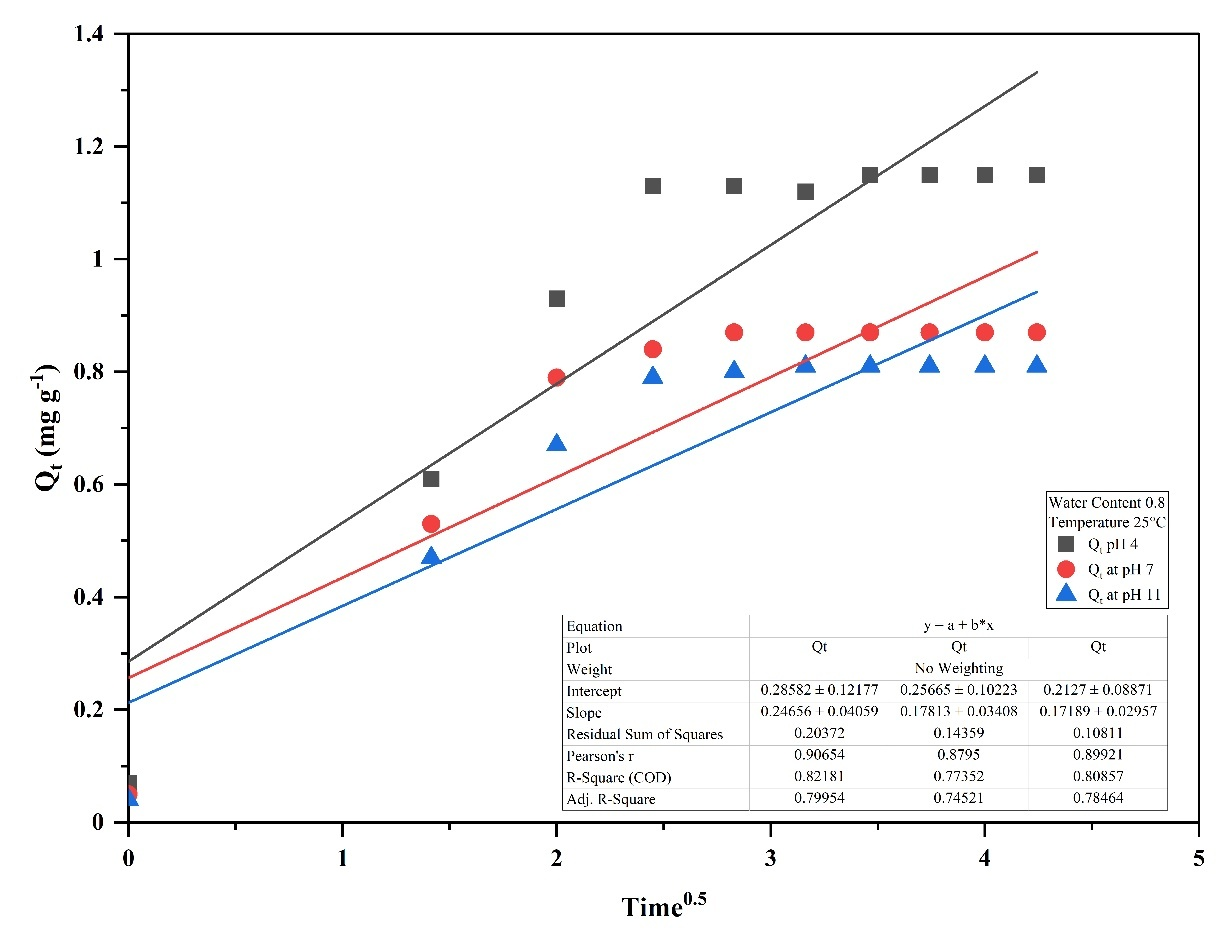 1.4
1.2
1
0.8
0.6
0.4
0.2
0
Qt (mg g-1)
0 1 2 3 4 5
Time0.5
Water Content 0.8
Temperature 25°C
Qt pH 4
Qt at pH 7
Qt at pH 11
Equation y = a + b*x
Plot Qt Qt Qt
Weight No Weighting
Intercept 0.28582 ± 0.12177 0.25665 ± 0.10223 0.2127 ± 0.08871
Slope 0.24656 ± 0.04059 0.17813 ± 0.03408 0.17189 ± 0.02957
Residual Sum of Squares 0.20372 0.14359 0.10811
Pearson's r 0.90654 0.8795 0.89921
R-Square (COD) 0.82181 0.77352 0.80857
Adj. R-Square 0.79954 0.74521 0.78464